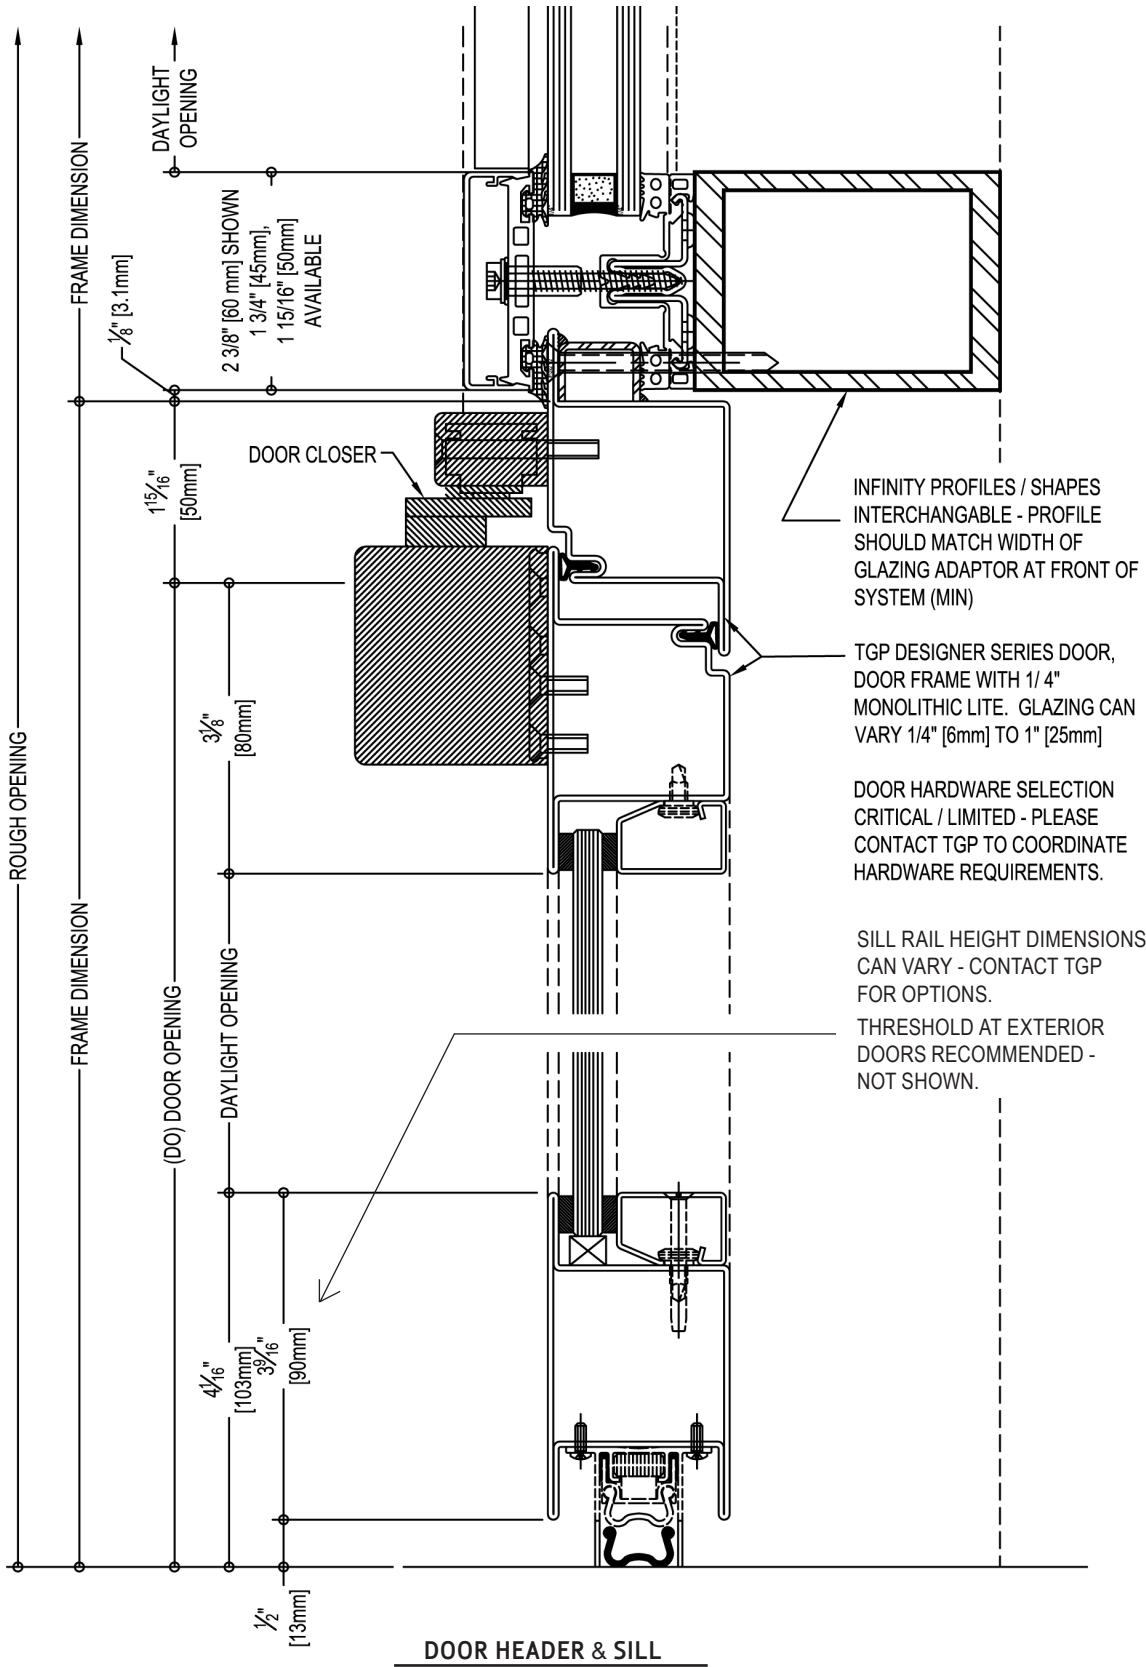 DAYLIGHT
OPENING
FRAME DIMENSION
2 3/8" [60 mm] SHOWN
1 3/4" [45mm],
1 15/16" [50mm]
AVAILABLE
1/8" [3.1mm]
DOOR CLOSER
1 15/16"
[50mm]
3 1/8"
[80mm]
ROUGH OPENING
FRAME DIMENSION
(DO) DOOR OPENING
DAYLIGHT OPENING
4 1/16"
[103mm]
3 9/16"
[90mm]
1/2"
[13mm]
INFINITY PROFILES / SHAPES
INTERCHANGABLE - PROFILE
SHOULD MATCH WIDTH OF
GLAZING ADAPTOR AT FRONT OF
SYSTEM (MIN)
TGP DESIGNER SERIES DOOR,
DOOR FRAME WITH 1/ 4"
MONOLITHIC LITE. GLAZING CAN
VARY 1/4" [6mm] TO 1" [25mm]
DOOR HARDWARE SELECTION
CRITICAL / LIMITED - PLEASE
CONTACT TGP TO COORDINATE
HARDWARE REQUIREMENTS.
SILL RAIL HEIGHT DIMENSIONS
CAN VARY - CONTACT TGP
FOR OPTIONS.
THRESHOLD AT EXTERIOR
DOORS RECOMMENDED -
NOT SHOWN.
DOOR HEADER & SILL